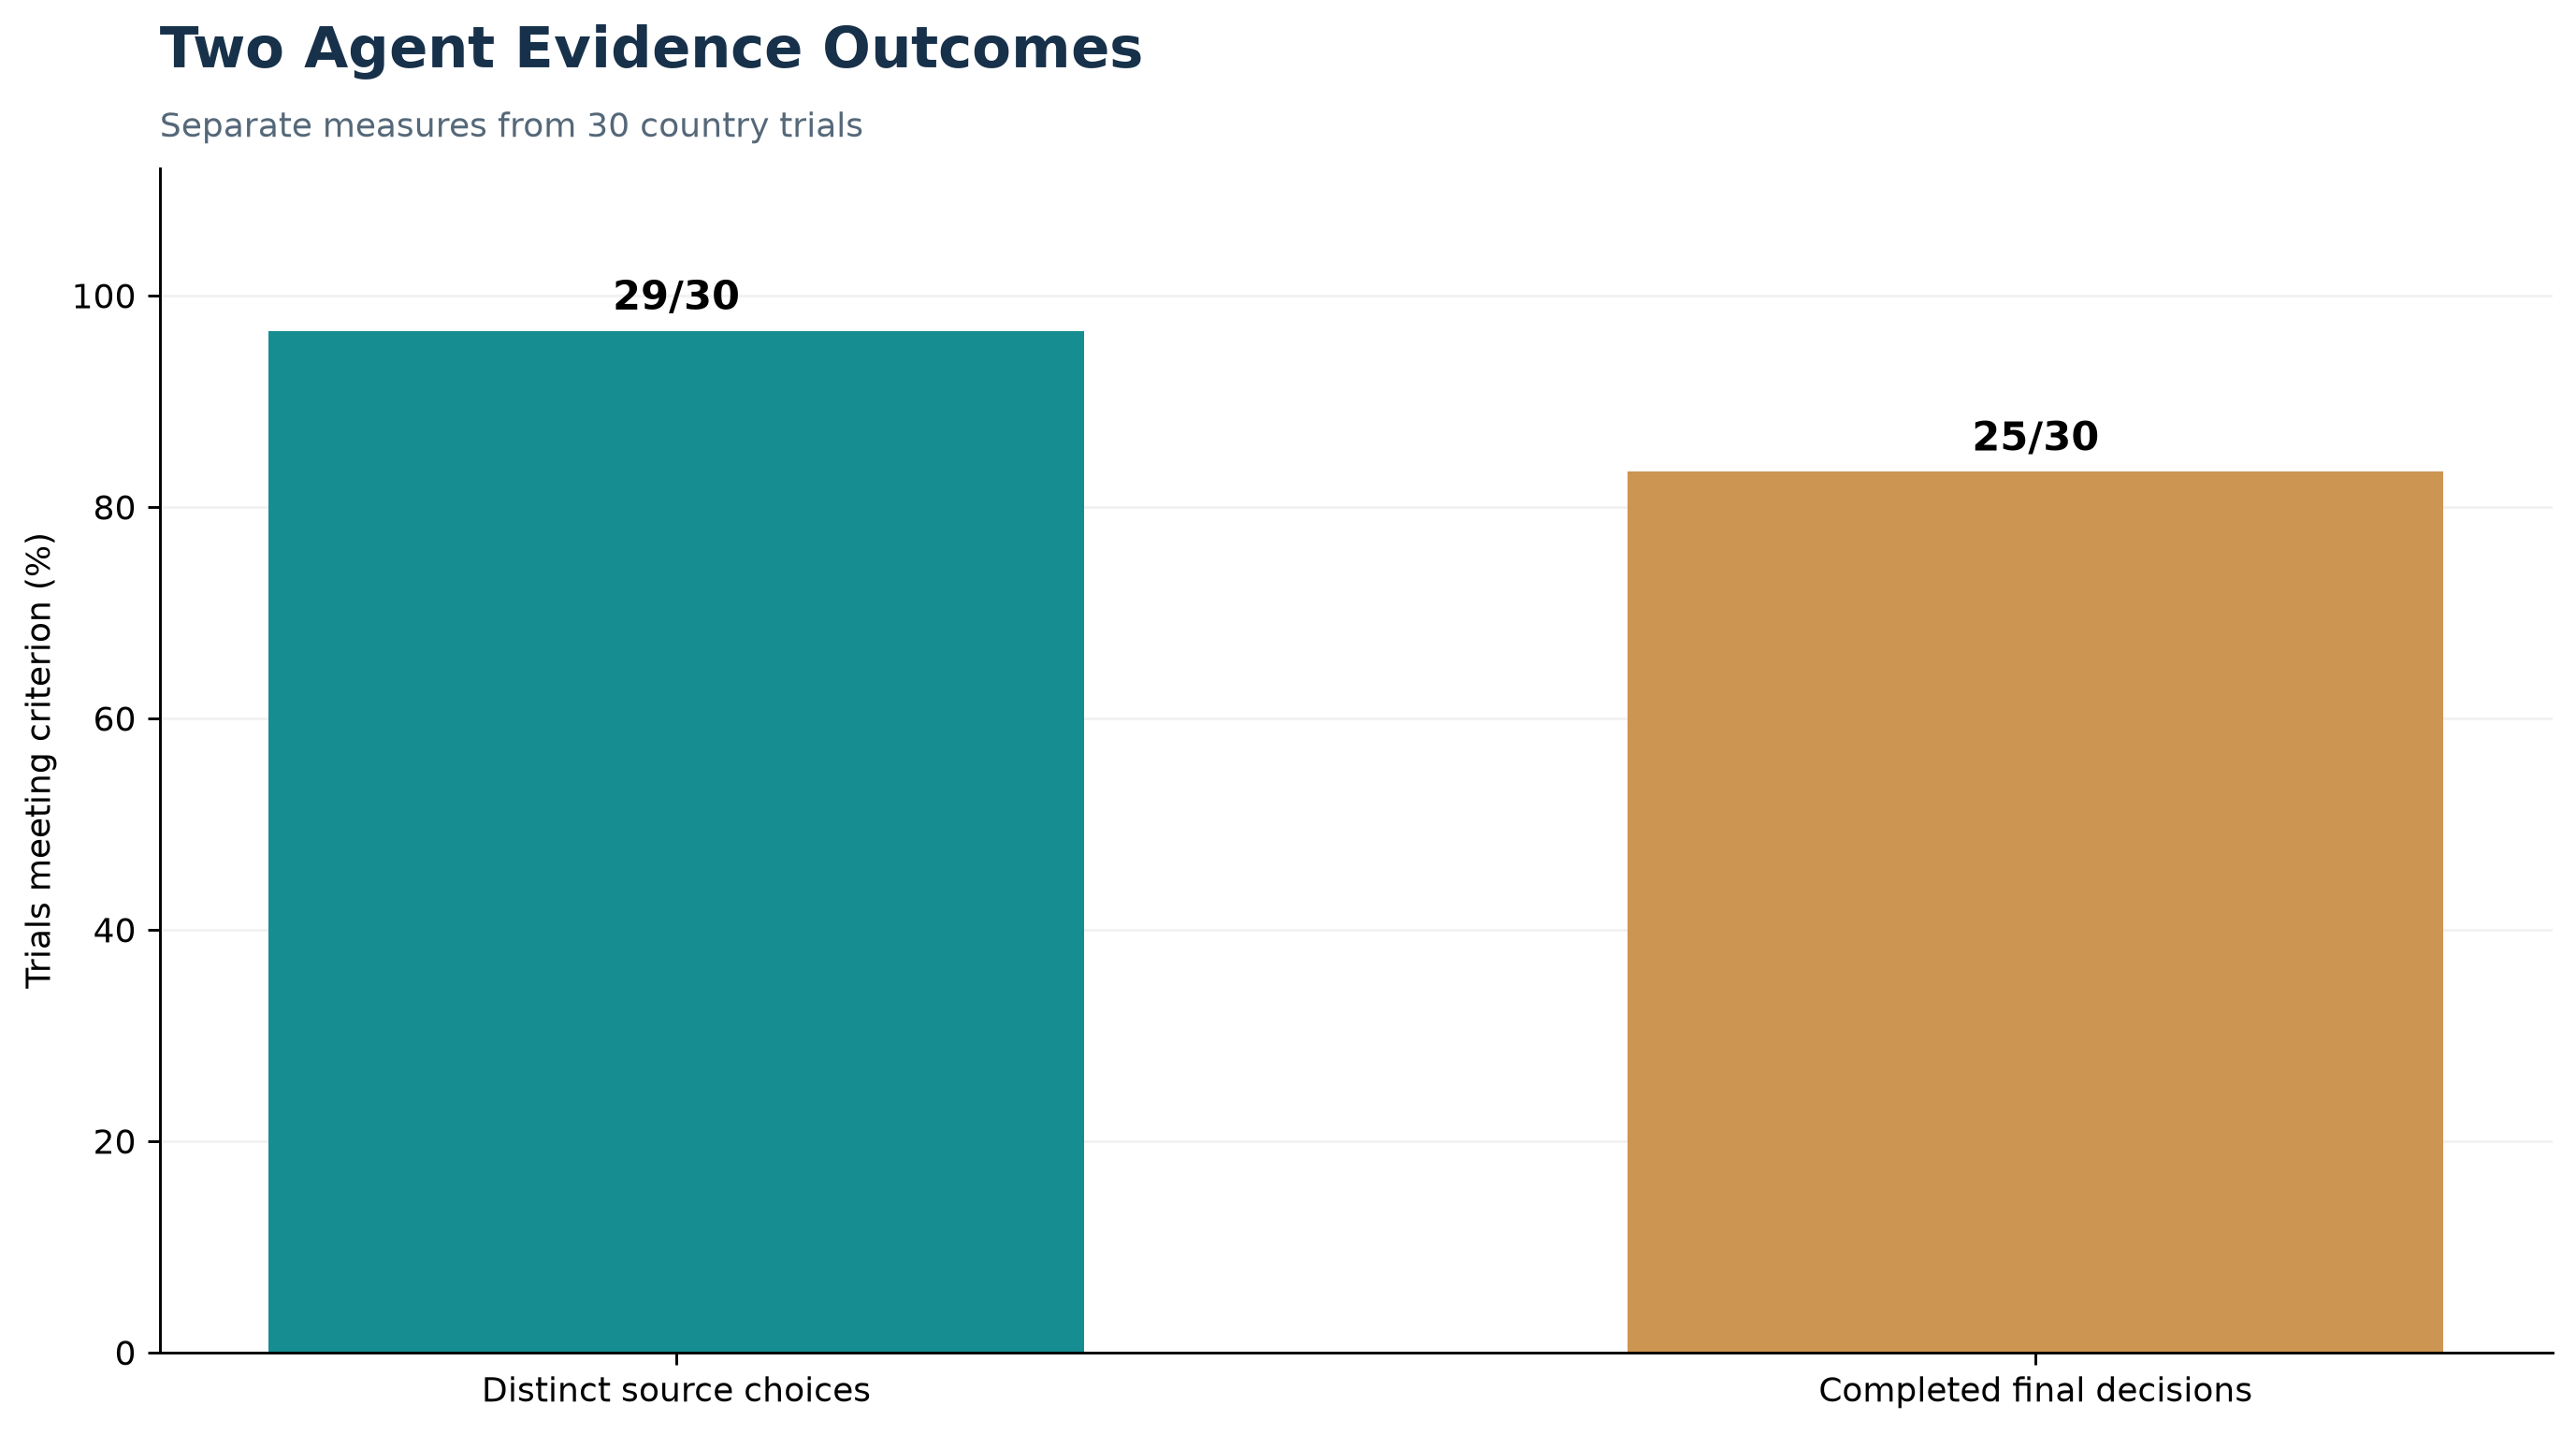 Two Agent Evidence Outcomes
Separate measures from 30 country trials
Trials meeting criterion (%)
100
80
60
40
20
0
29/30
25/30
Distinct source choices
Completed final decisions